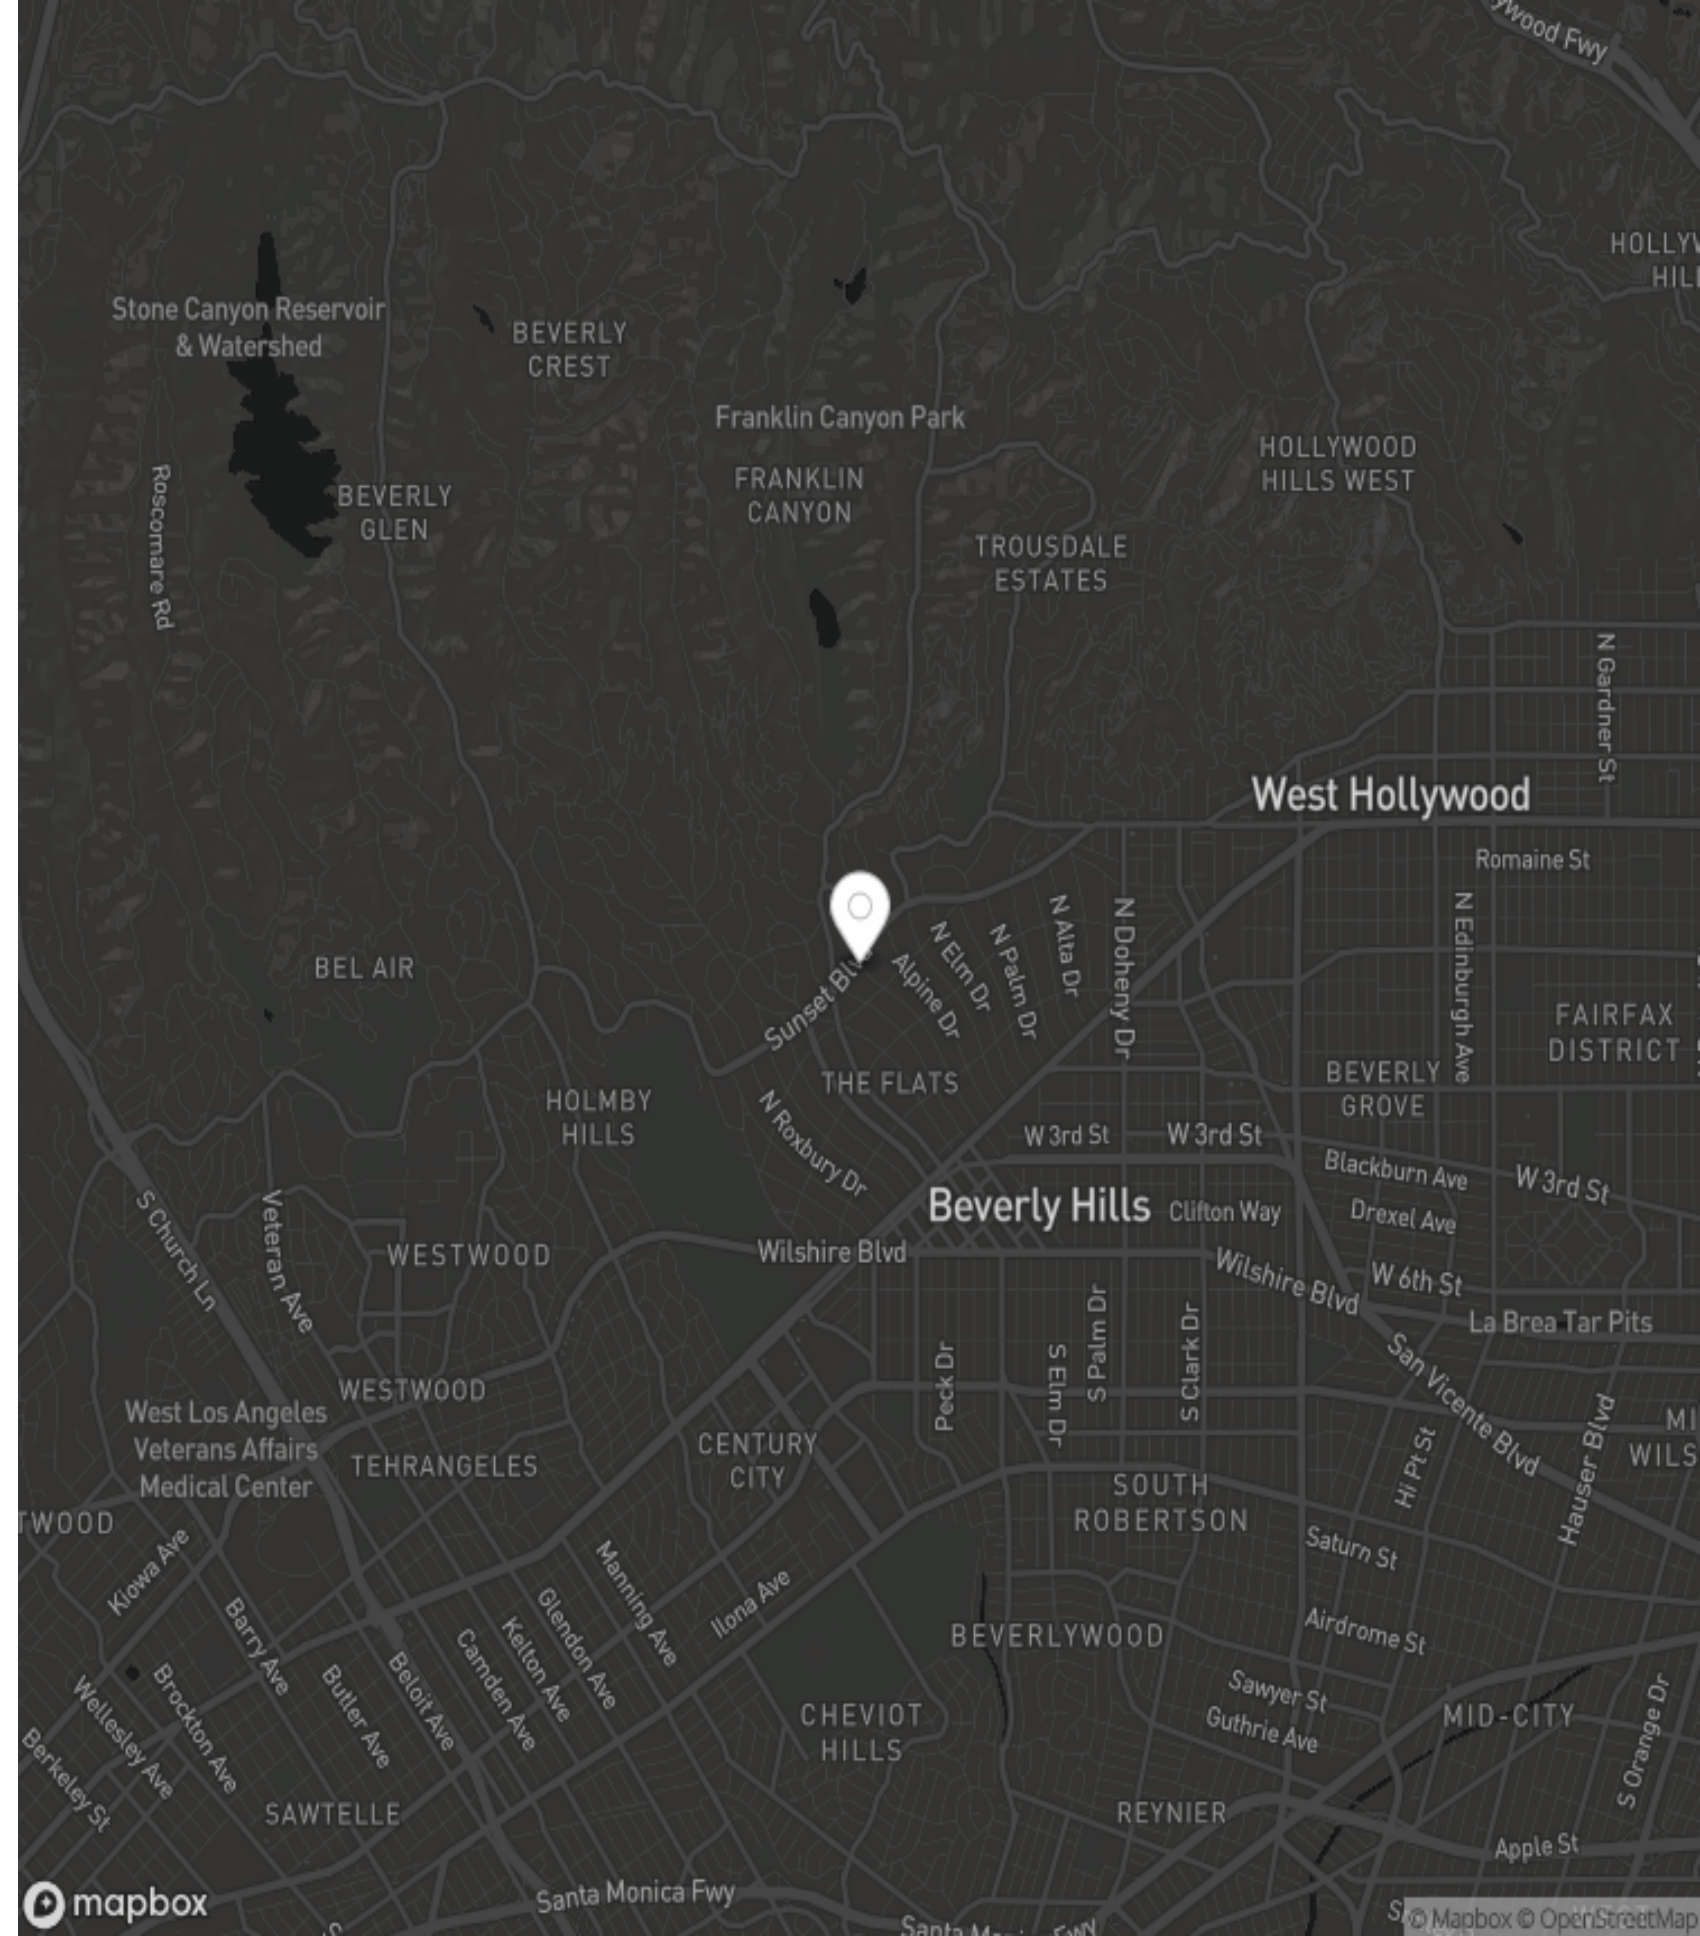 ywood Fwy
HOLLYW
HILL
Stone Canyon Reservoir
& Watershed
BEVERLY
CREST
Franklin Canyon Park
HOLLYWOOD
HILLS WEST
FRANKLIN
CANYON
Roscomare Rd
BEVERLY
GLEN
TROUSDALE
ESTATES
N Gardner St
West Hollywood
Romaine St
BEL AIR
Sunset Blv
Alpine Dr
N Elm Dr
N Palm Dr
N Alta Dr
N Doheny Dr
N Edinburgh Ave
FAIRFAX
DISTRICT
THE FLATS
BEVERLY
GROVE
HOLMBY
HILLS
N Roxbury Dr
W 3rd St
W 3rd St
Blackburn Ave
W 3rd St
S Church Ln
Veteran Ave
Beverly Hills
Clifton Way
Drexel Ave
WESTWOOD
Wilshire Blvd
Wilshire Blvd
W 6th St
La Brea Tar Pits
Peck Dr
S Elm Dr
S Palm Dr
S Clark Dr
San Vicente Blvd
WESTWOOD
West Los Angeles
Veterans Affairs
Medical Center
TEHRANGELES
CENTURY
CITY
Hi Pt St
Hauser Blvd
MI
WILS
SOUTH
ROBERTSON
TWOOD
Kiowa Ave
Saturn St
Manning Ave
Ilona Ave
Glendon Ave
Kelton Ave
Camden Ave
Barry Ave
Beloit Ave
Butler Ave
Brockton Ave
Wellesley Ave
Berkeley St
BEVERLYWOOD
Airdrome St
Sawyer St
Guthrie Ave
CHEVIOT
HILLS
MID-CITY
S Orange Dr
SAWTELLE
REYNIER
Apple St
Santa Monica Fwy
mapbox
© Mapbox © OpenStreetMap